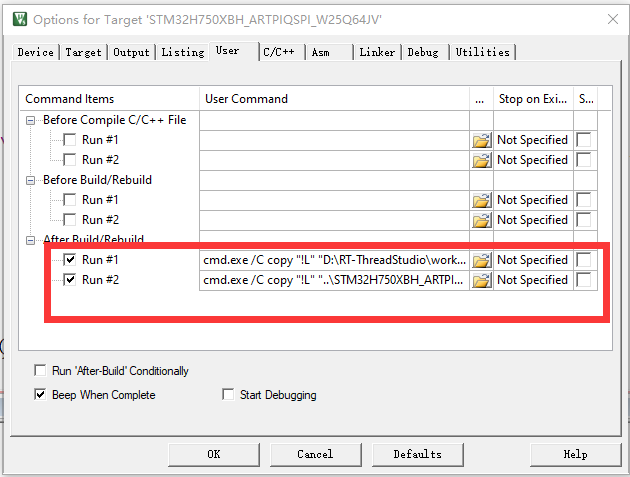 Options for Target 'STM32H750XBH_ARTPIQSPI_W25Q64JV'
Device Target Output Listing User C/C++ Asm Linker Debug Utilities
Command Items User Command ... Stop on Exi... S...
Before Compile C/C++ File
Run #1 Not Specified
Run #2 Not Specified
Before Build/Rebuild
Run #1 Not Specified
Run #2 Not Specified
After Build/Rebuild
Run #1 cmd.exe /C copy "!L" "D:\RT-ThreadStudio\work... Not Specified
Run #2 cmd.exe /C copy "!L" "..\STM32H750XBH_ARTPI... Not Specified
Run 'After-Build' Conditionally
Beep When Complete Start Debugging
OK Cancel Defaults Help